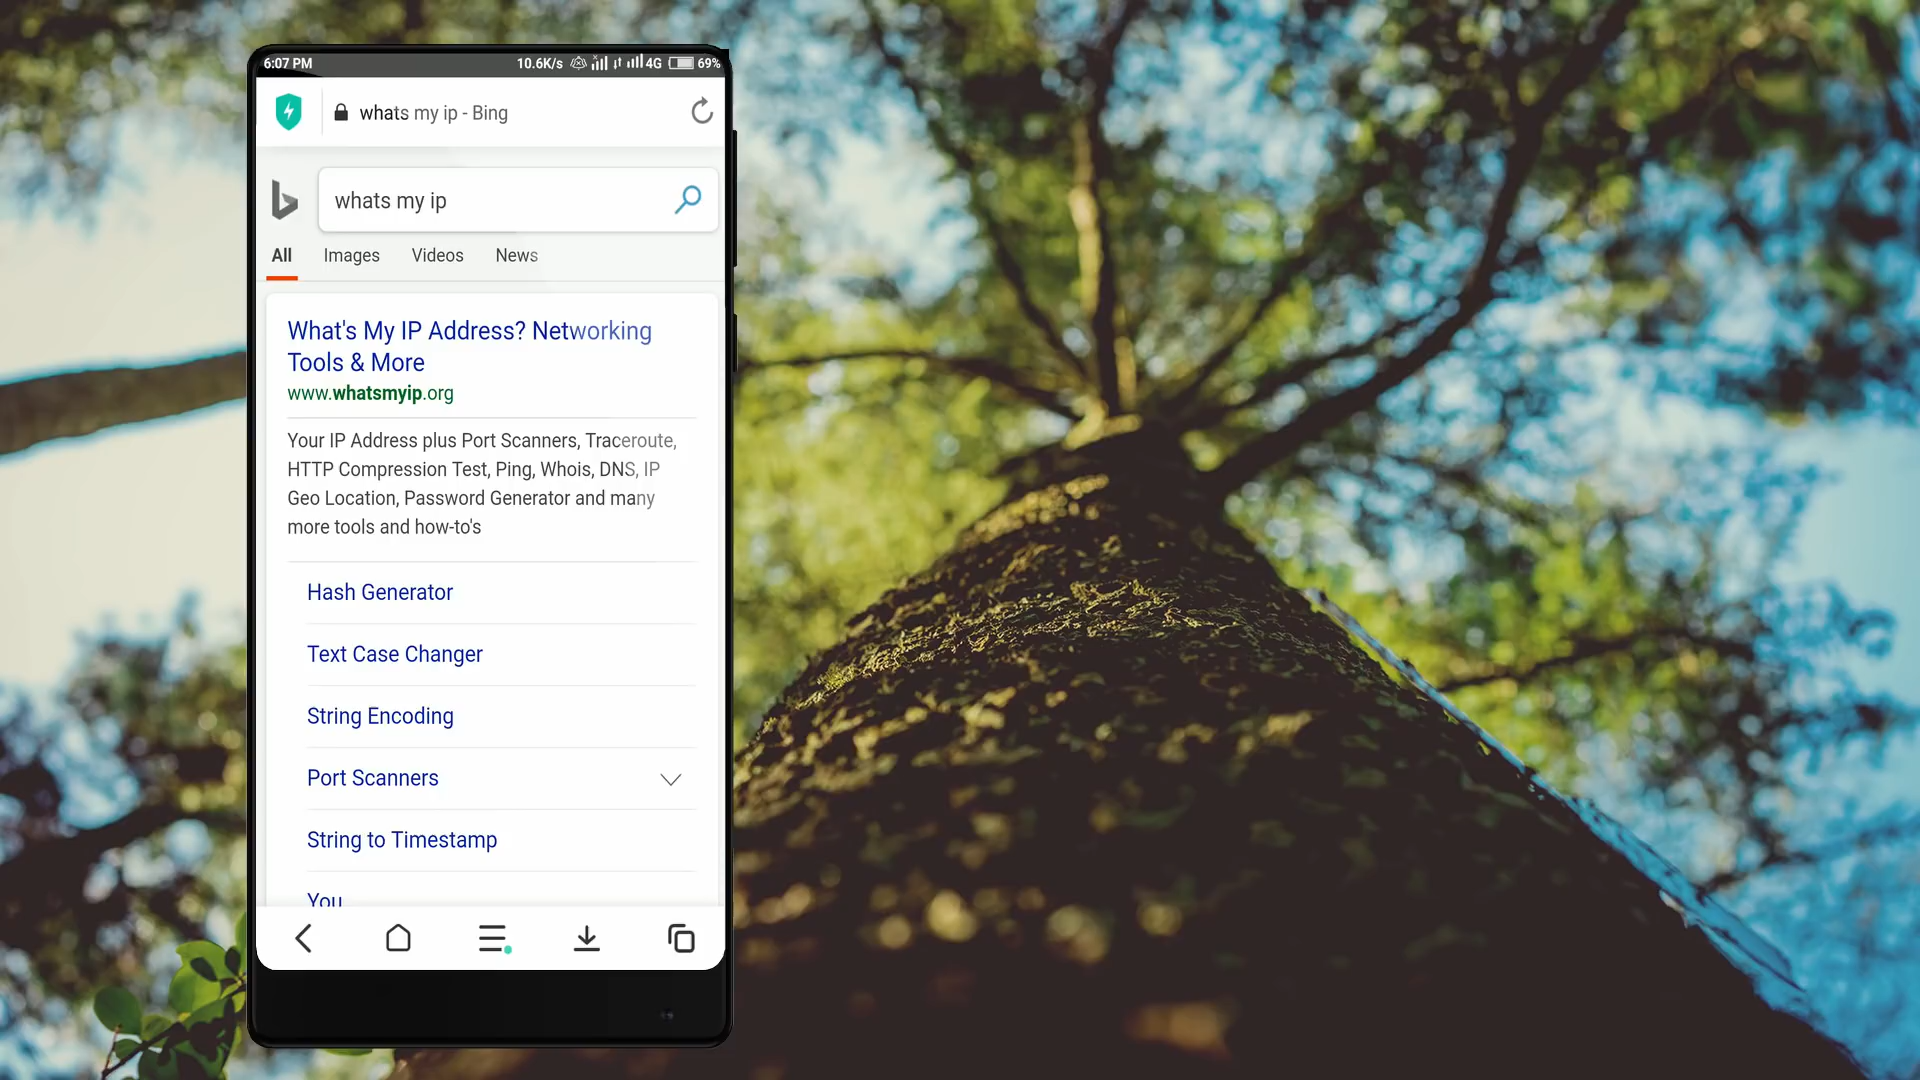 6:07 PM 10.6K/s 4G 69%
whats my ip - Bing
whats my ip
All Images Videos News
What's My IP Address? Networking
Tools & More
www.whatsmyip.org
Your IP Address plus Port Scanners, Traceroute,
HTTP Compression Test, Ping, Whois, DNS, IP
Geo Location, Password Generator and many
more tools and how-to's
Hash Generator
Text Case Changer
String Encoding
Port Scanners
String to Timestamp
You